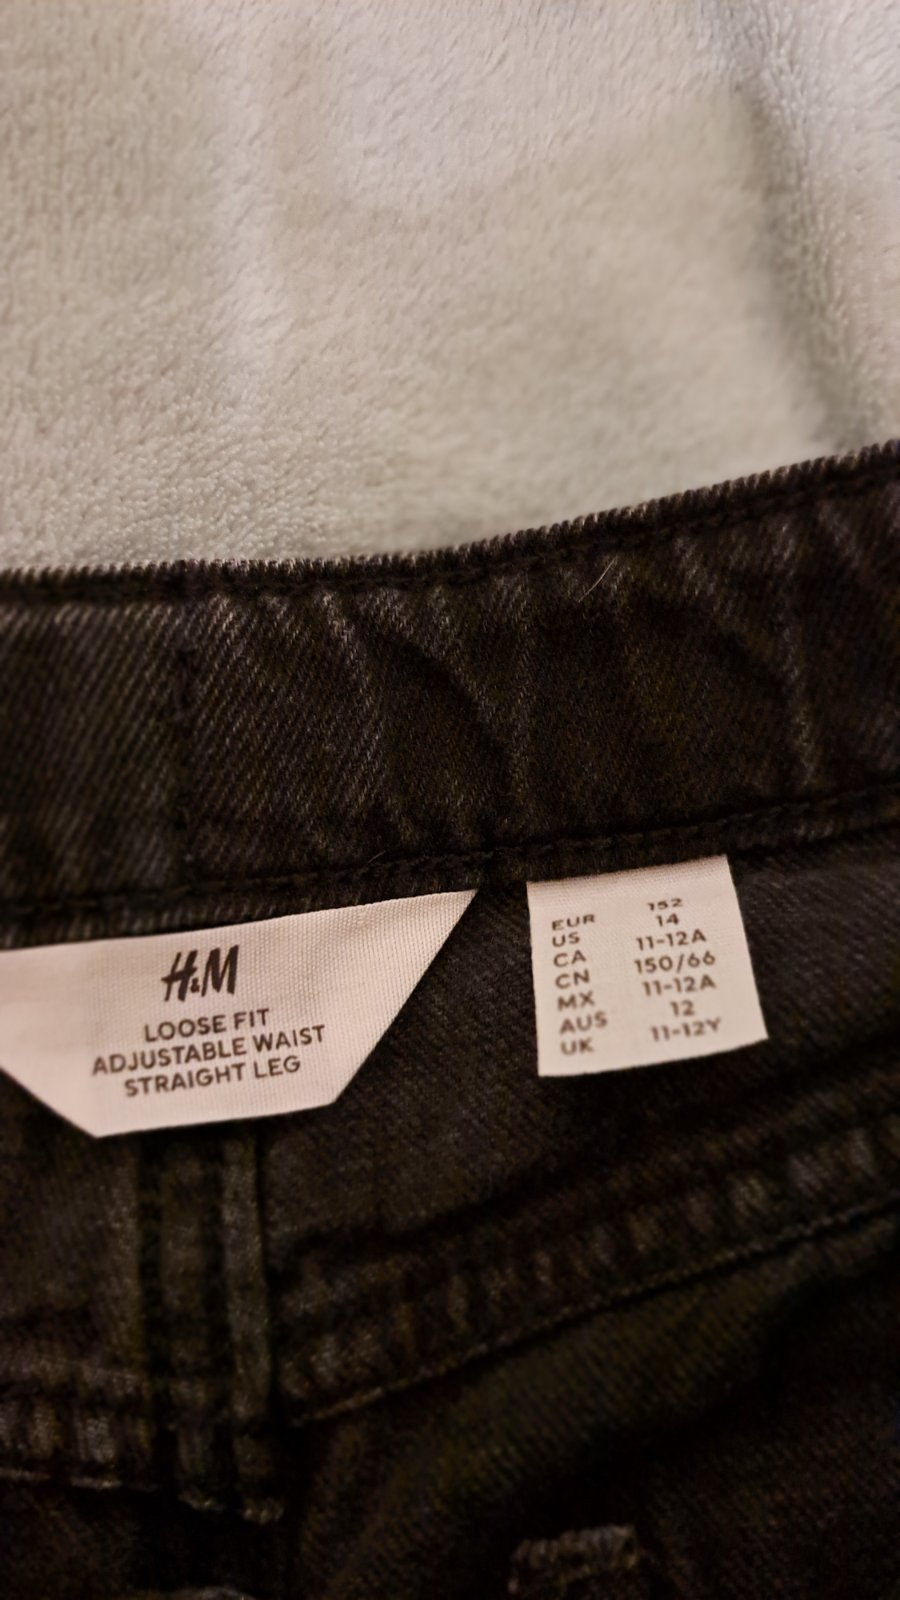 H&M
LOOSE FIT
ADJUSTABLE WAIST
STRAIGHT LEG
EUR 152
US 14
CA 11-12A
CN 150/66
MX 11-12A
AUS 12
UK 11-12Y